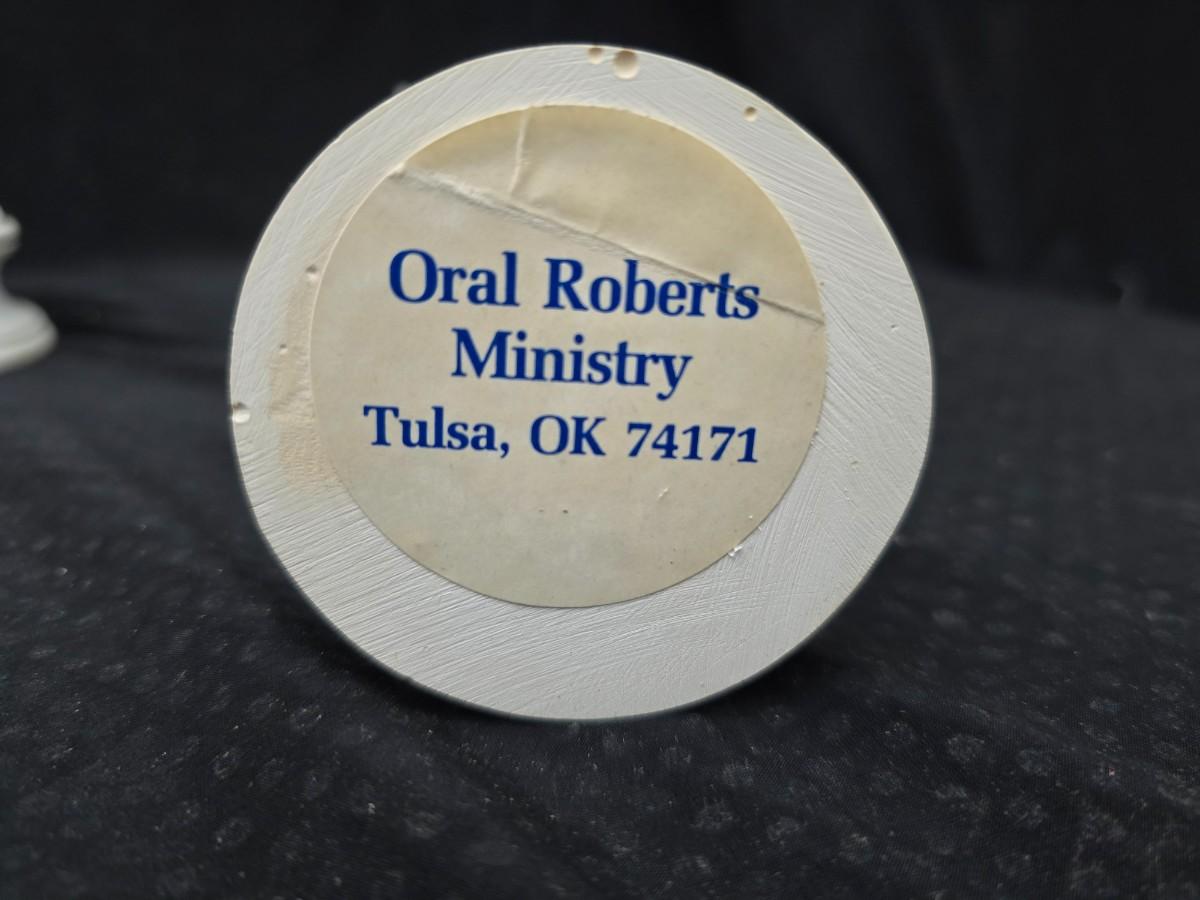 Oral Roberts
Ministry
Tulsa, OK 74171